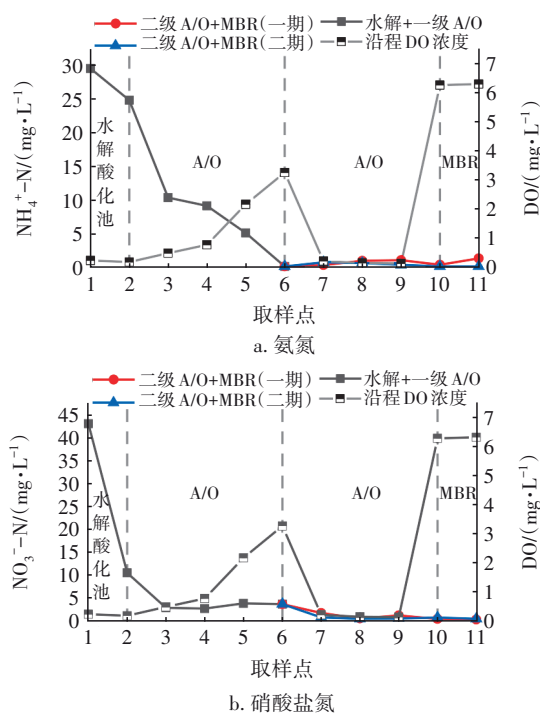 二级 A/O+MBR(一期) 水解+一级 A/O
二级 A/O+MBR(二期) 沿程 DO 浓度
NH₄⁺-N/(mg·L⁻¹)
30
25
20
15
10
5
0
水解酸化池
A/O
A/O
MBR
7
6
5
4
3
2
1
0
DO/(mg·L⁻¹)
1 2 3 4 5 6 7 8 9 10 11
取样点
a. 氨氮
二级 A/O+MBR(一期) 水解+一级 A/O
二级 A/O+MBR(二期) 沿程 DO 浓度
NO₃⁻-N/(mg·L⁻¹)
45
40
35
30
25
20
15
10
5
0
水解酸化池
A/O
A/O
MBR
7
6
5
4
3
2
1
0
DO/(mg·L⁻¹)
1 2 3 4 5 6 7 8 9 10 11
取样点
b. 硝酸盐氮